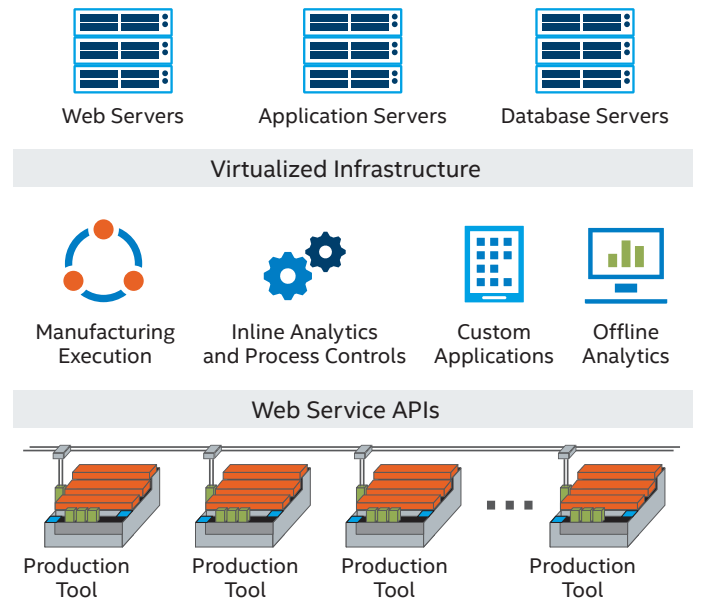 Web Servers
Application Servers
Database Servers
Virtualized Infrastructure
Manufacturing
Execution
Inline Analytics
and Process Controls
Custom
Applications
Offline
Analytics
Web Service APIs
Production
Tool
Production
Tool
Production
Tool
Production
Tool